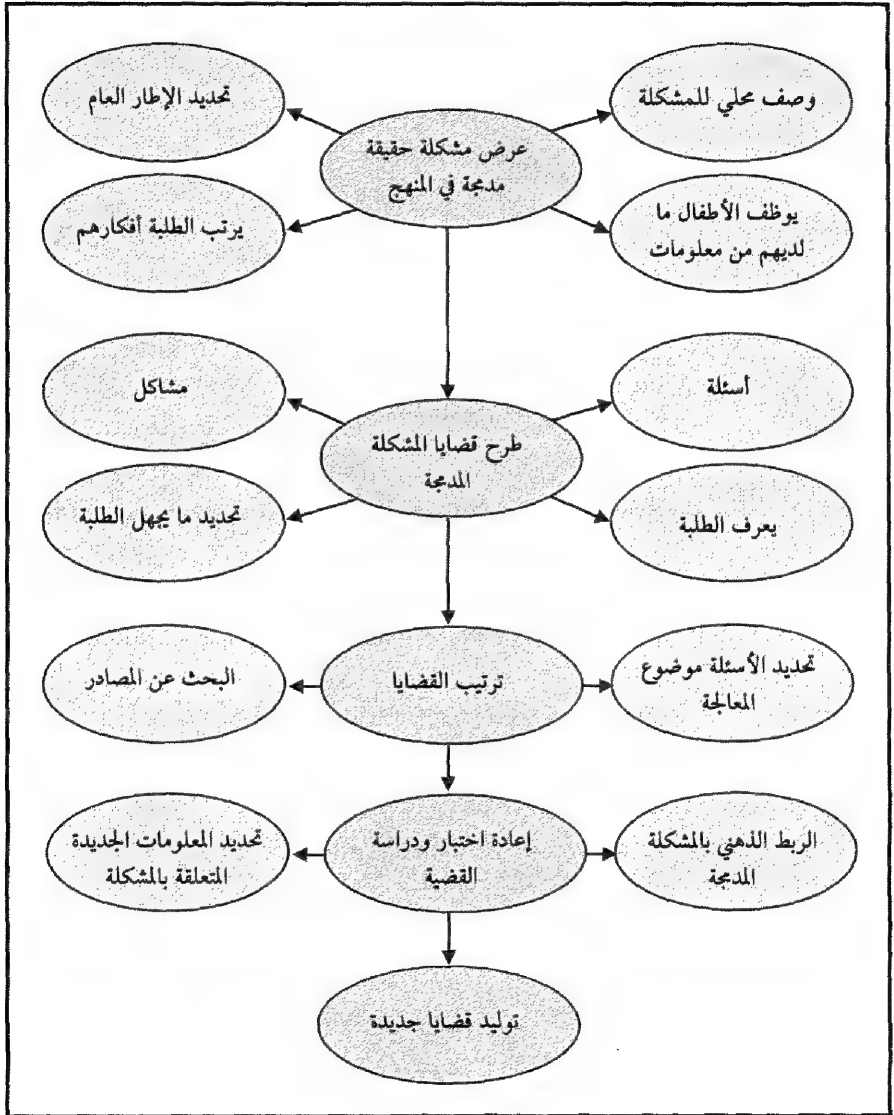 وصف محلي للمشكلة
تحديد الإطار العام
عرض مشكلة حقيقة
مدمجة في المنهج
يوظف الأطفال ما
لديهم من معلومات
يرتب الطلبة أفكارهم
أسئلة
مشاكل
طرح قضايا المشكلة
المدمجة
يعرف الطلبة
تحديد ما يجهل الطلبة
تحديد الأسئلة موضوع
المعالجة
ترتيب القضايا
البحث عن المصادر
الربط الذهني بالمشكلة
المدمجة
إعادة اختبار ودراسة
القضية
تحديد المعلومات الجديدة
المتعلقة بالمشكلة
توليد قضايا جديدة